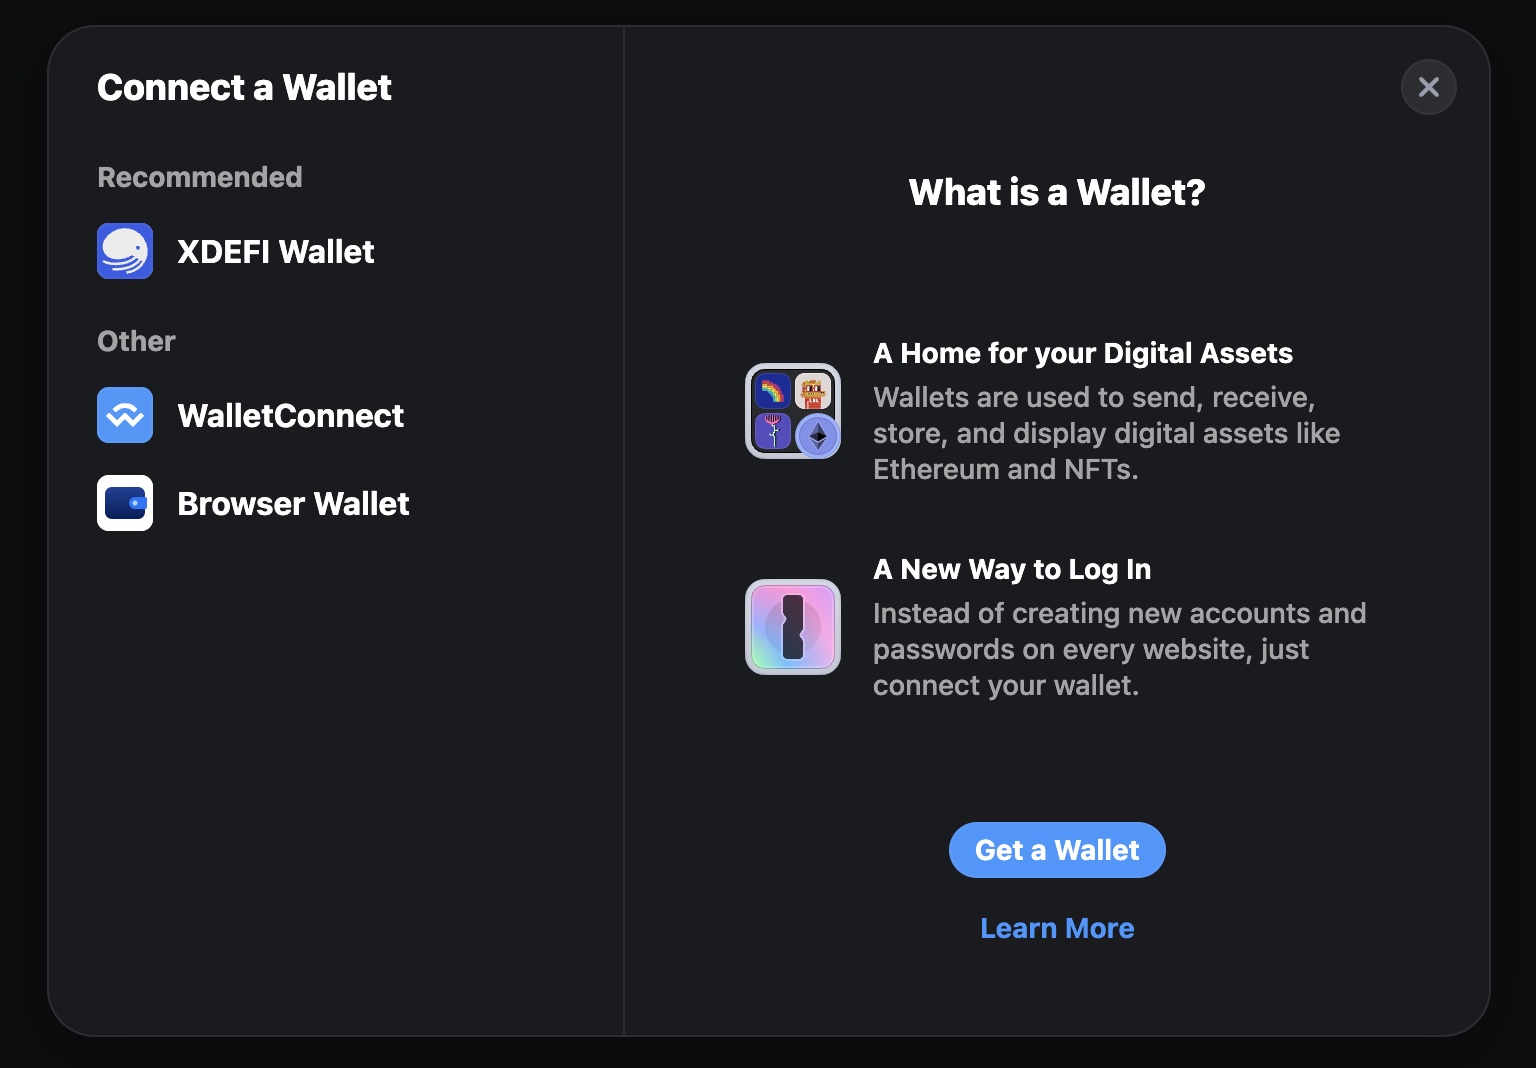 Connect a Wallet
Recommended
XDEFI Wallet
Other
WalletConnect
Browser Wallet
What is a Wallet?
A Home for your Digital Assets
Wallets are used to send, receive,
store, and display digital assets like
Ethereum and NFTs.
A New Way to Log In
Instead of creating new accounts and
passwords on every website, just
connect your wallet.
Get a Wallet
Learn More